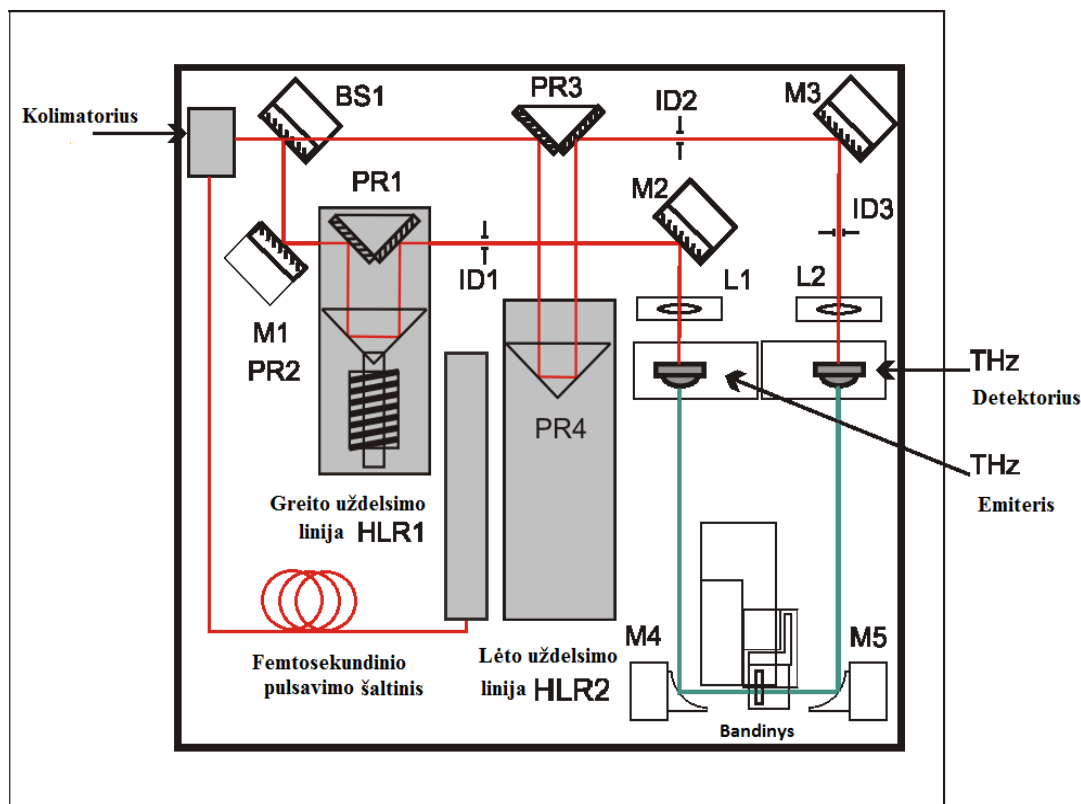 Kolimatorius
BS1
PR3
ID2
M3
PR1
M2
ID3
ID1
L1
L2
M1
PR2
THz
Detektorius
PR4
THz
Emiteris
Greito uždelsimo
linija HLR1
M4
M5
Femtosekundinio
pulsavimo šaltinis
Lėto uždelsimo
linija HLR2
Bandinys